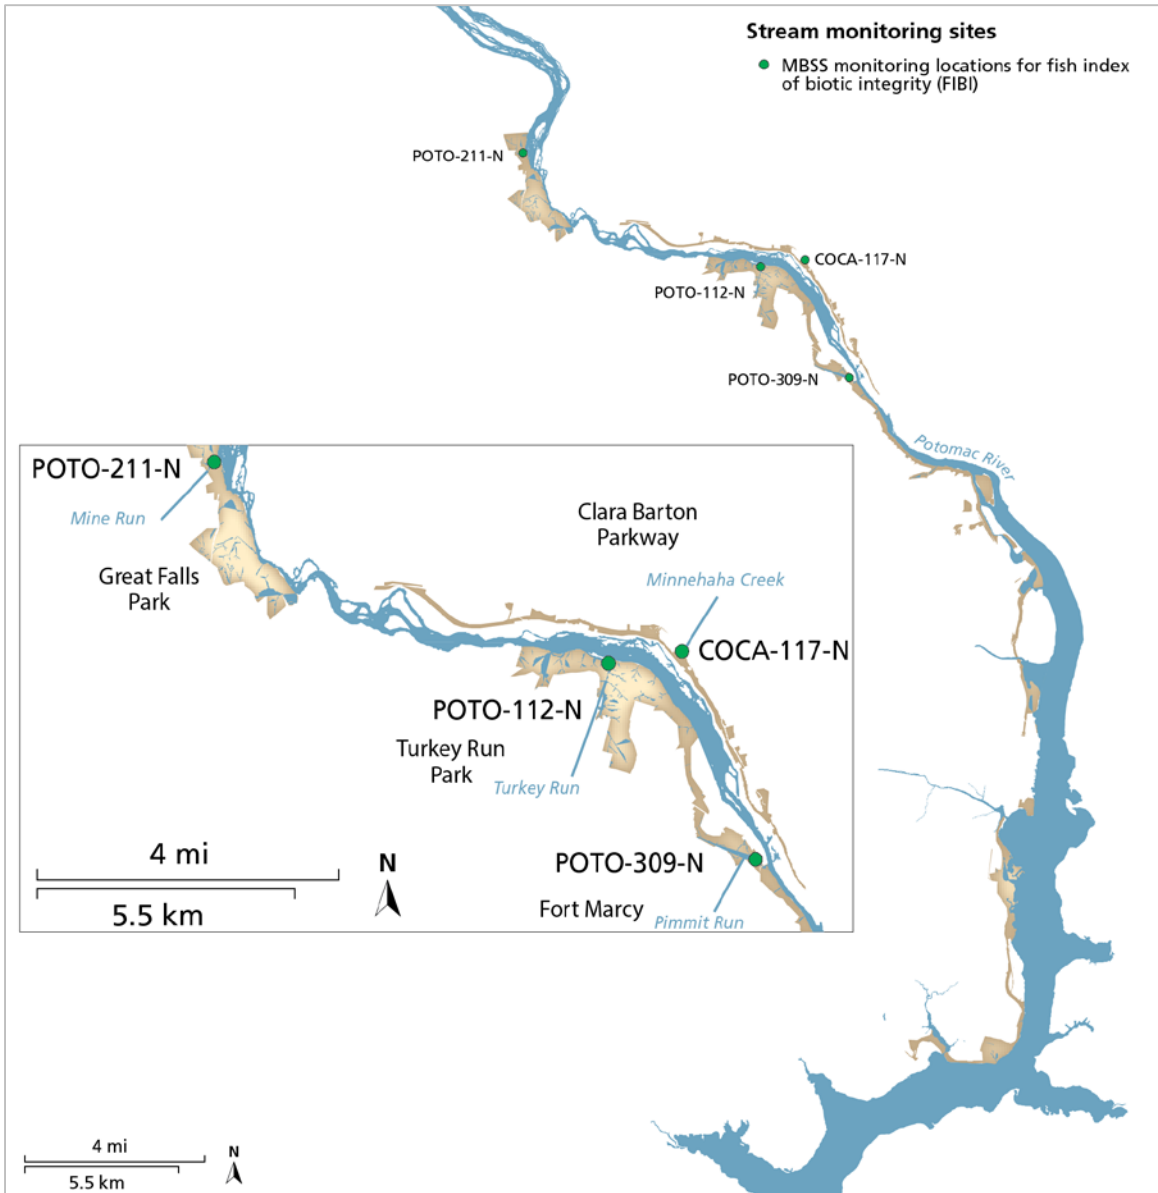 Stream monitoring sites
MBSS monitoring locations for fish index
of biotic integrity (FIBI)
POTO-211-N
COCA-117-N
POTO-112-N
POTO-309-N
Potomac River
POTO-211-N
Mine Run
Clara Barton
Parkway
Great Falls
Park
Minnehaha Creek
COCA-117-N
POTO-112-N
Turkey Run
Park
Turkey Run
4 mi
N
5.5 km
POTO-309-N
Fort Marcy
Pimmit Run
4 mi
N
5.5 km